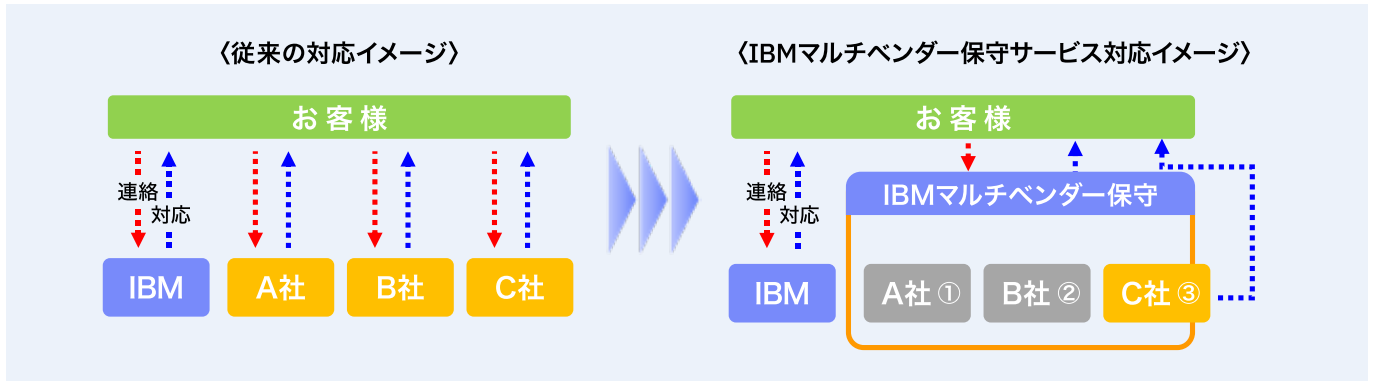 〈従来の対応イメージ〉
お客様
連絡
対応
IBM
A社
B社
C社
〈IBMマルチベンダー保守サービス対応イメージ〉
お客様
連絡
対応
IBMマルチベンダー保守
IBM
A社 ①
B社 ②
C社 ③